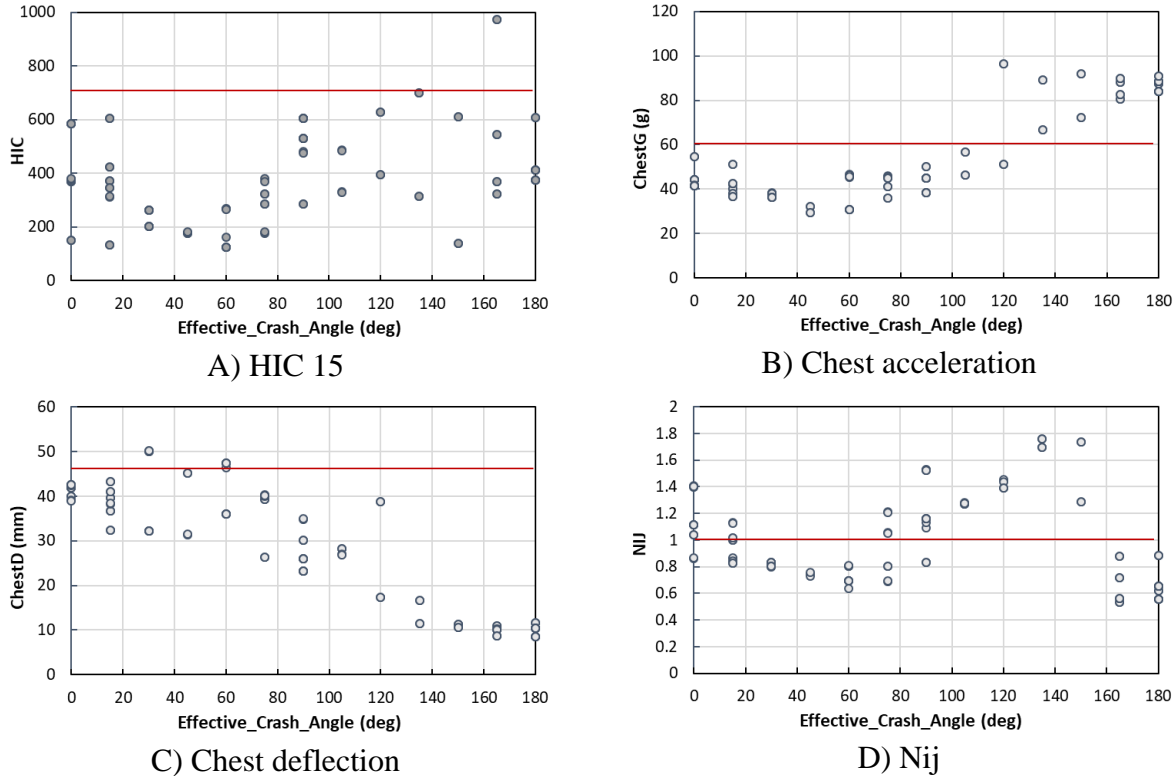 1000
800
600
400
200
0
HIC
0 20 40 60 80 100 120 140 160 180
Effective_Crash_Angle (deg)
A) HIC 15
120
100
80
60
40
20
0
ChestG (g)
0 20 40 60 80 100 120 140 160 180
Effective_Crash_Angle (deg)
B) Chest acceleration
60
50
40
30
20
10
0
ChestD (mm)
0 20 40 60 80 100 120 140 160 180
Effective_Crash_Angle (deg)
C) Chest deflection
2
1.8
1.6
1.4
1.2
1
0.8
0.6
0.4
0.2
0
NIJ
0 20 40 60 80 100 120 140 160 180
Effective_Crash_Angle (deg)
D) Nij